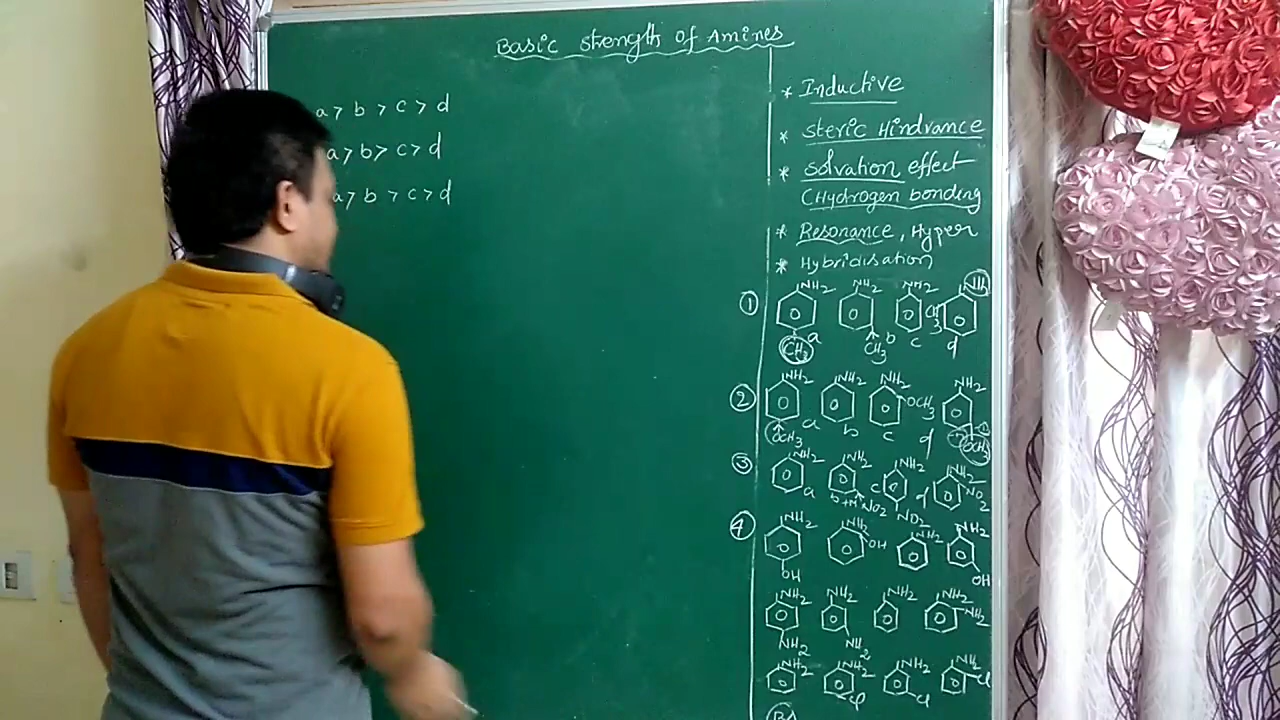 Basic strength of Amines
a > b > c > d
a > b > c > d
a > b > c > d
* Inductive
* Steric Hindrance
* Solvation effect
(Hydrogen bonding
* Resonance, Hyper
* Hybridisation
① NH2 NH2 NH2 NH2
CH3 a CH3 b c CH3 d
② NH2 NH2 NH2 NH2
OCH3 a b c OCH3 d OCH3
③ NH2 NH2 NH2 NH2
a b NO2 c NO2 d NO2
④ NH2 NH2 NH2 NH2
OH OH OH
NH2 NH2 NH2 NH2
NH2 NH2 NH2
NH2 NH2 NH2 NH2
Cl Cl Cl